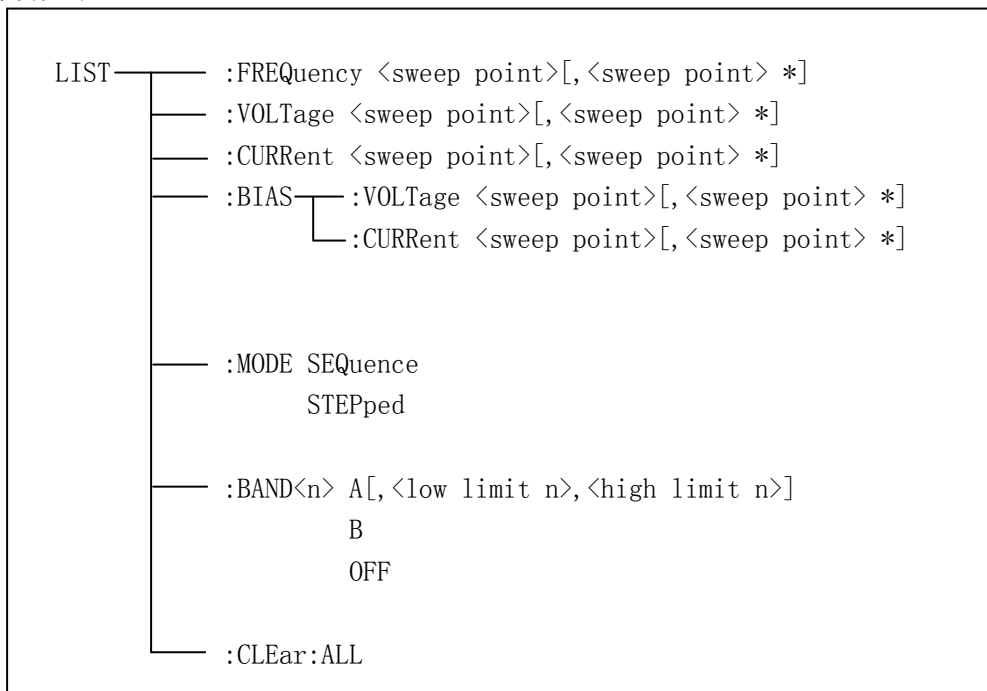 LIST :FREQuency <sweep point>[,<sweep point> *]
:VOLTage <sweep point>[,<sweep point> *]
:CURRent <sweep point>[,<sweep point> *]
:BIAS :VOLTage <sweep point>[,<sweep point> *]
:CURRent <sweep point>[,<sweep point> *]
:MODE SEQuence
STEPped
:BAND<n> A[,<low limit n>,<high limit n>]
B
OFF
:CLEar:ALL